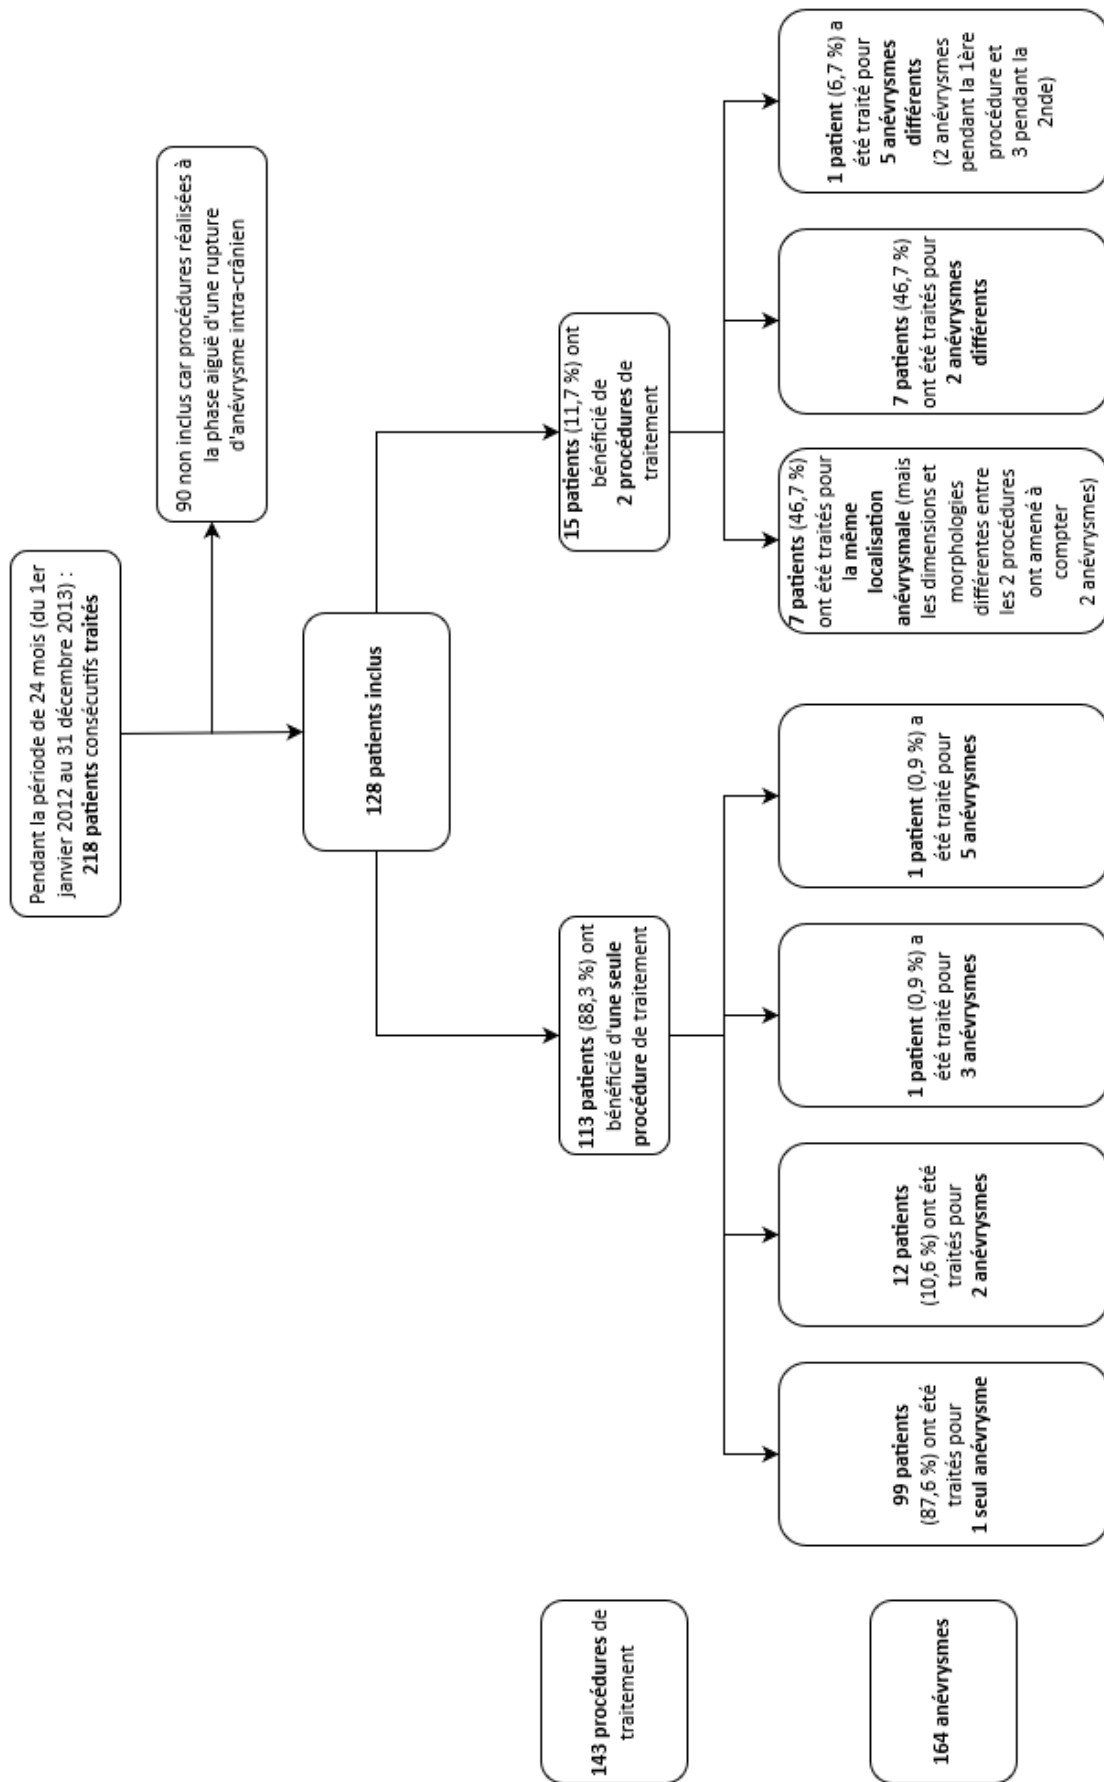 Pendant la période de 24 mois (du 1er
janvier 2012 au 31 décembre 2013) :
218 patients consécutifs traités
90 non inclus car procédures réalisées à
la phase aiguë d'une rupture
d'anévrysme intra-crânien
128 patients inclus
143 procédures de
traitement
113 patients (88,3 %) ont
bénéficié d'une seule
procédure de traitement
15 patients (11,7 %) ont
bénéficié de
2 procédures de
traitement
164 anévrysmes
99 patients
(87,6 %) ont été
traités pour
1 seul anévrysme
12 patients
(10,6 %) ont été
traités pour
2 anévrysmes
1 patient (0,9 %) a
été traité pour
3 anévrysmes
1 patient (0,9 %) a
été traité pour
5 anévrysmes
7 patients (46,7 %)
ont été traités pour
la même
localisation
anévrysmale (mais
les dimensions et
morphologies
différentes entre
les 2 procédures
ont amené à
compter
2 anévrysmes)
7 patients (46,7 %)
ont été traités pour
2 anévrysmes
différents
1 patient (6,7 %) a
été traité pour
5 anévrysmes
différents
(2 anévrysmes
pendant la 1ère
procédure et
3 pendant la
2nde)